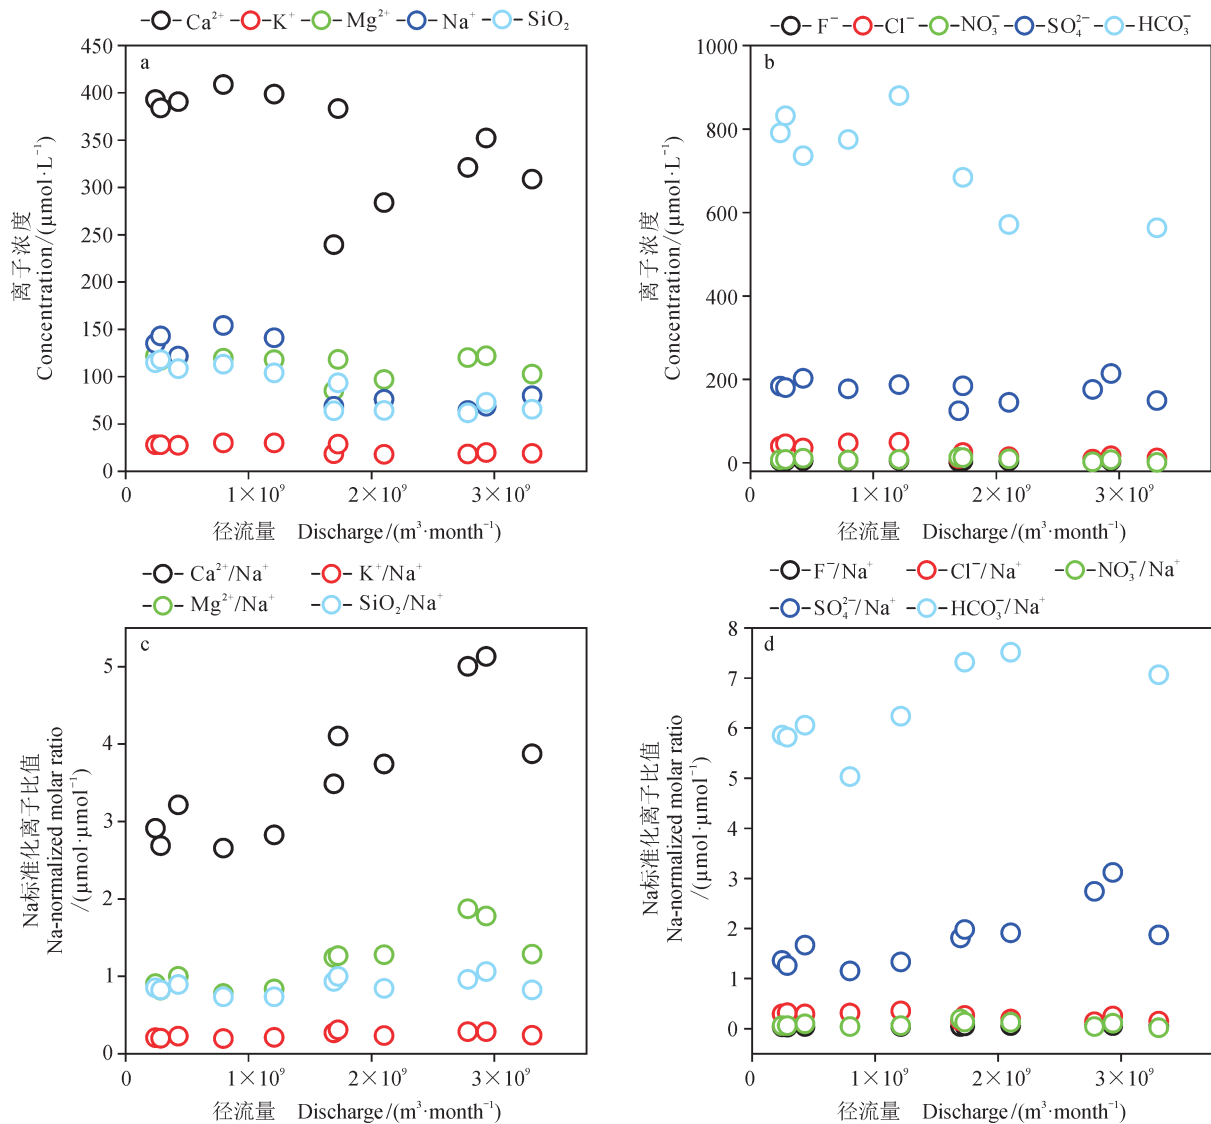 Ca²⁺ K⁺ Mg²⁺ Na⁺ SiO₂
a
450
400
350
300
250
200
150
100
50
0
离子浓度
Concentration/(μmol·L⁻¹)
0 1×10⁹ 2×10⁹ 3×10⁹
径流量 Discharge/(m³·month⁻¹)
F⁻ Cl⁻ NO₃⁻ SO₄²⁻ HCO₃⁻
b
1000
800
600
400
200
0
离子浓度
Concentration/(μmol·L⁻¹)
0 1×10⁹ 2×10⁹ 3×10⁹
径流量 Discharge/(m³·month⁻¹)
Ca²⁺/Na⁺ K⁺/Na⁺
Mg²⁺/Na⁺ SiO₂/Na⁺
c
5
4
3
2
1
0
Na标准化离子比值
Na-normalized molar ratio
/(μmol·μmol⁻¹)
0 1×10⁹ 2×10⁹ 3×10⁹
径流量 Discharge/(m³·month⁻¹)
F⁻/Na⁺ Cl⁻/Na⁺ NO₃⁻/Na⁺
SO₄²⁻/Na⁺ HCO₃⁻/Na⁺
d
8
7
6
5
4
3
2
1
0
Na标准化离子比值
Na-normalized molar ratio
/(μmol·μmol⁻¹)
0 1×10⁹ 2×10⁹ 3×10⁹
径流量 Discharge/(m³·month⁻¹)